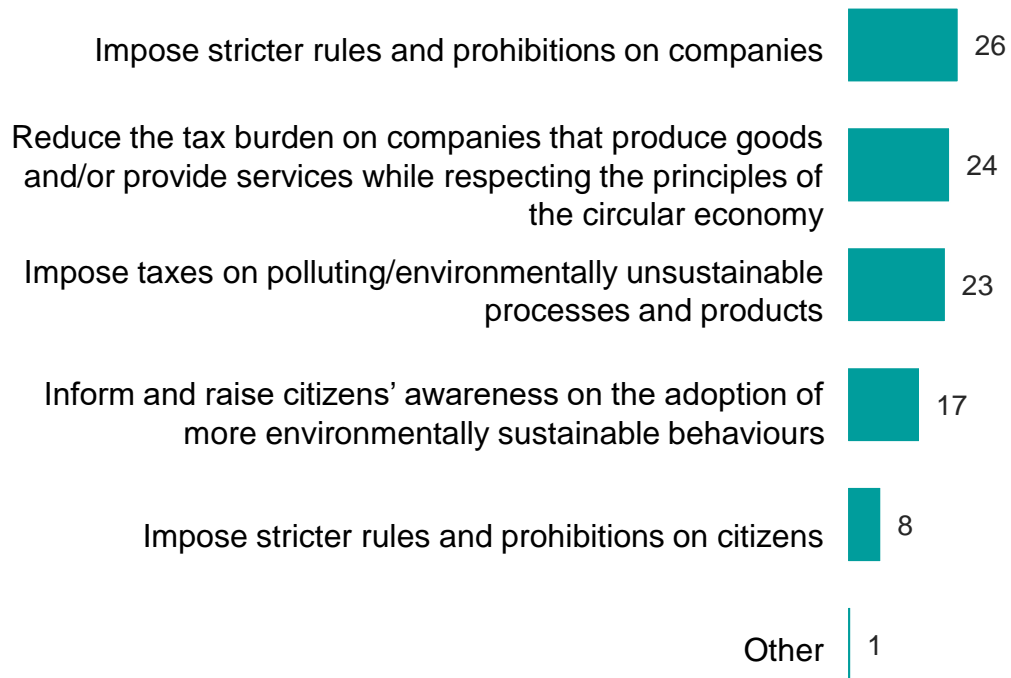 Impose stricter rules and prohibitions on companies
26
Reduce the tax burden on companies that produce goods
and/or provide services while respecting the principles of
the circular economy
24
Impose taxes on polluting/environmentally unsustainable
processes and products
23
Inform and raise citizens’ awareness on the adoption of
more environmentally sustainable behaviours
17
Impose stricter rules and prohibitions on citizens
8
Other
1